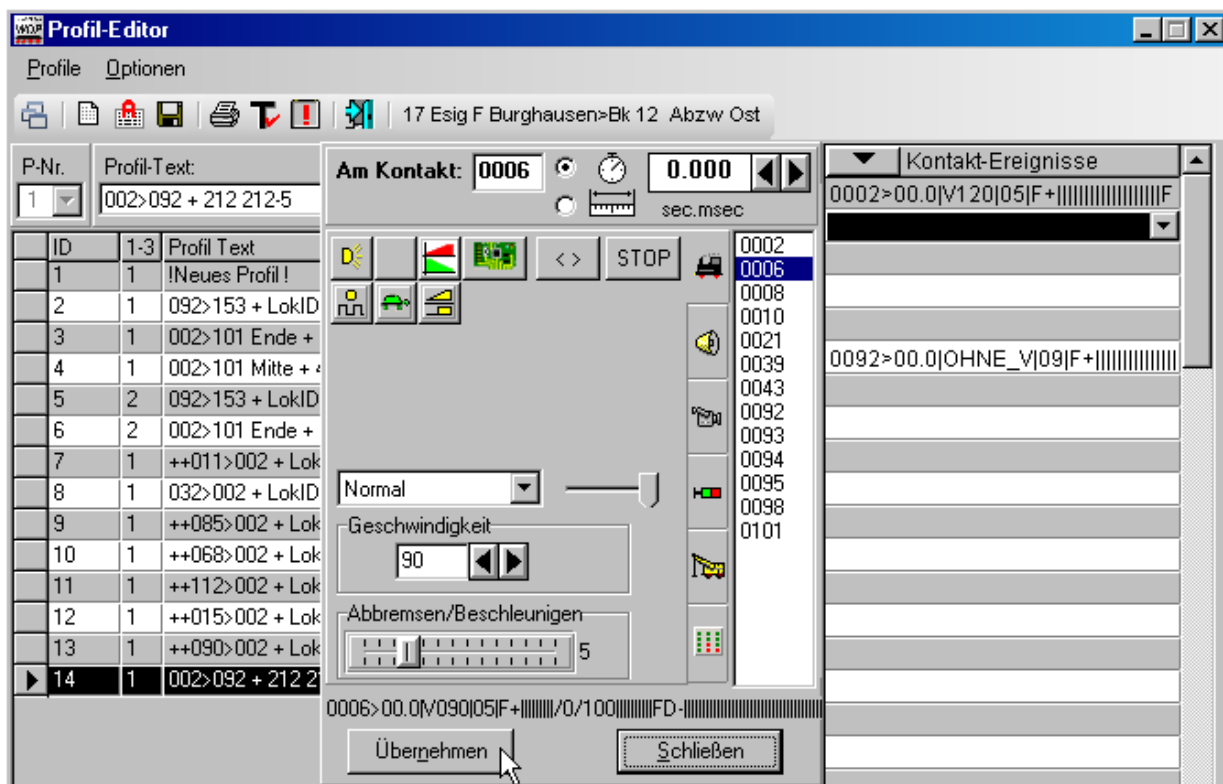 WDP Profil-Editor
Profile Optionen
17 Esig F Burghausen>Bk 12 Abzw Ost
P-Nr. Profil-Text:
1 002>092 + 212 212-5
ID 1-3 Profil Text
1 1 !Neues Profil !
2 1 092>153 + LokID
3 1 002>101 Ende +
4 1 002>101 Mitte +
5 2 092>153 + LokID
6 2 002>101 Ende +
7 1 ++011>002 + Lok
8 1 032>002 + LokID
9 1 ++085>002 + Lok
10 1 ++068>002 + Lok
11 1 ++112>002 + Lok
12 1 ++015>002 + Lok
13 1 ++090>002 + Lok
14 1 002>092 + 212 2
Am Kontakt: 0006 0.000
sec.msec
D < > STOP
Normal
Geschwindigkeit
90
Abbremsen/Beschleunigen
5
0002
0006
0008
0010
0021
0039
0043
0092
0093
0094
0095
0098
0101
0006>00.0|V090|05|F+||||||||/0/100|||||||||FD-||||||||||||||||||||||||||||
Übernehmen Schließen
Kontakt-Ereignisse
0002>00.0|V120|05|F+|||||||||||||||||||F
0092>00.0|OHNE_V|09|F+|||||||||||||||